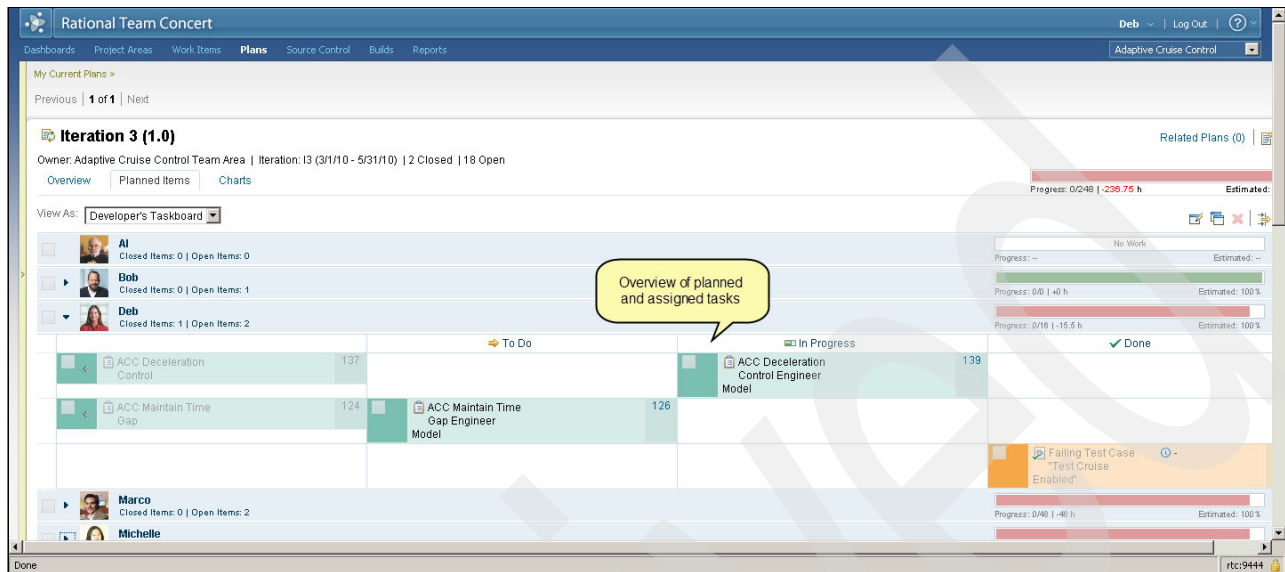 Rational Team Concert
Deb | Log Out | ?
Dashboards Project Areas Work Items Plans Source Control Builds Reports
Adaptive Cruise Control
My Current Plans >
Previous | 1 of 1 | Next
Iteration 3 (1.0)
Related Plans (0) |
Owner: Adaptive Cruise Control Team Area | Iteration: I3 (3/1/10 - 5/31/10) | 2 Closed | 18 Open
Overview Planned Items Charts
Progress: 0/248 | -236.75 h Estimated:
View As: Developer's Taskboard
Al
Closed Items: 0 | Open Items: 0
No Work
Progress: -- Estimated: --
Bob
Closed Items: 0 | Open Items: 1
Progress: 0/0 | +0 h Estimated: 100 %
Overview of planned
and assigned tasks
Deb
Closed Items: 1 | Open Items: 2
Progress: 0/16 | -15.5 h Estimated: 100 %
To Do In Progress Done
ACC Deceleration
Control
137
ACC Deceleration
Control Engineer
Model
139
ACC Maintain Time
Gap
124
ACC Maintain Time
Gap Engineer
Model
126
Failing Test Case
"Test Cruise
Enabled"
-
Marco
Closed Items: 0 | Open Items: 2
Progress: 0/48 | -46 h Estimated: 100 %
Michelle
Done
rtc:9444